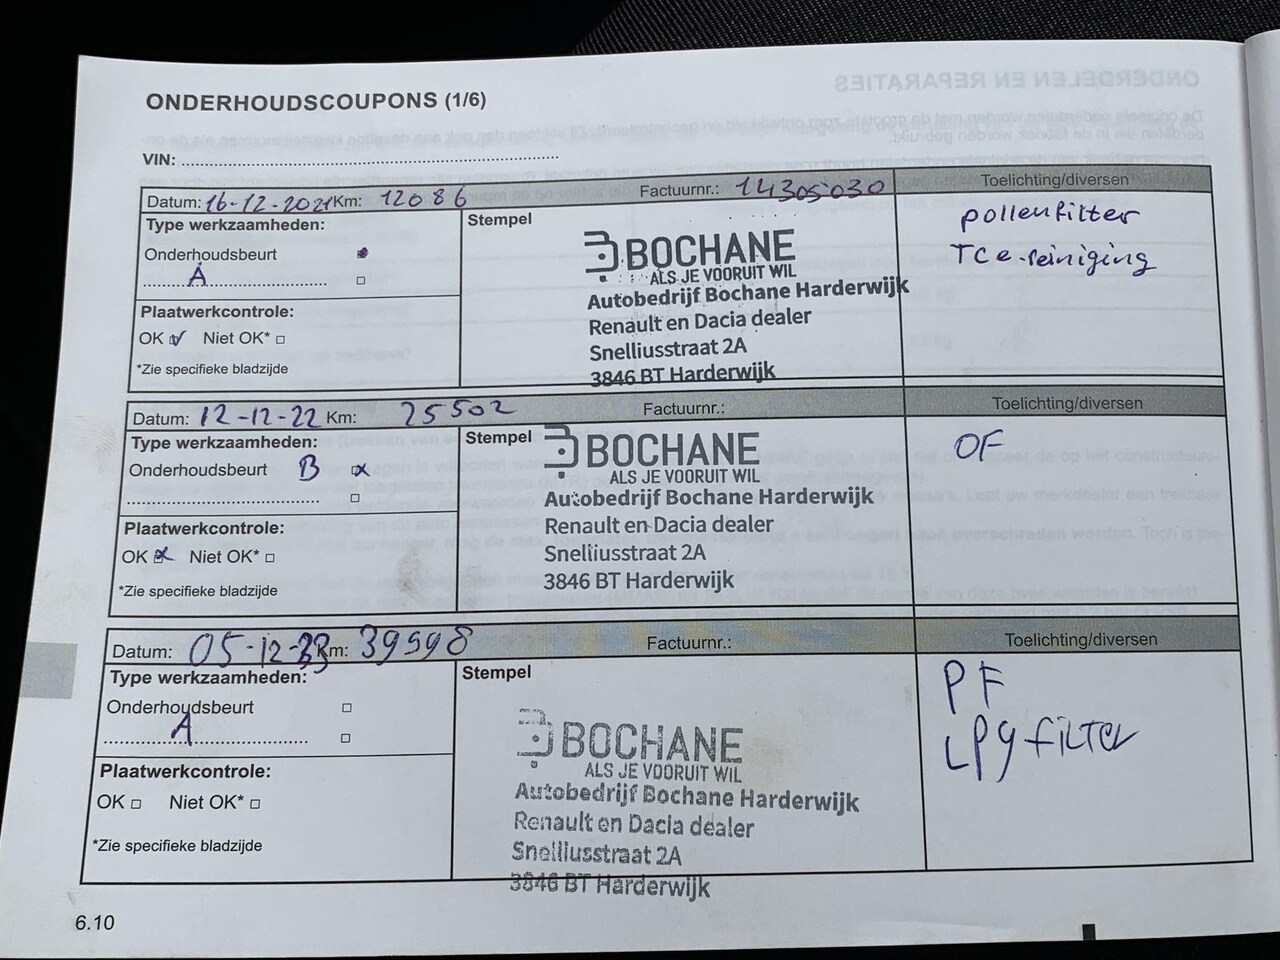 ONDERHOUDSCOUPONS (1/6)
VIN:
Datum: 16-12-2021 Km: 12086 Factuurnr.: 14305030 Toelichting/diversen
Type werkzaamheden: Stempel pollenfilter
Onderhoudsbeurt BOCHANE TCe-reiniging
A ALS JE VOORUIT WIL
Autobedrijf Bochane Harderwijk
Plaatwerkcontrole: Renault en Dacia dealer
OK Niet OK* Snelliusstraat 2A
*Zie specifieke bladzijde 3846 BT Harderwijk
Datum: 12-12-22 Km: 25502 Factuurnr.: Toelichting/diversen
Type werkzaamheden: Stempel BOCHANE OF
Onderhoudsbeurt B ALS JE VOORUIT WIL
Autobedrijf Bochane Harderwijk
Plaatwerkcontrole: Renault en Dacia dealer
OK Niet OK* Snelliusstraat 2A
*Zie specifieke bladzijde 3846 BT Harderwijk
Datum: 05-12-23 Km: 39598 Factuurnr.: Toelichting/diversen
Type werkzaamheden: Stempel PF
Onderhoudsbeurt BOCHANE LPG filter
A ALS JE VOORUIT WIL
Plaatwerkcontrole: Autobedrijf Bochane Harderwijk
OK Niet OK* Renault en Dacia dealer
*Zie specifieke bladzijde Snelliusstraat 2A
3846 BT Harderwijk
6.10
ONDERDELEN EN REPARATIES